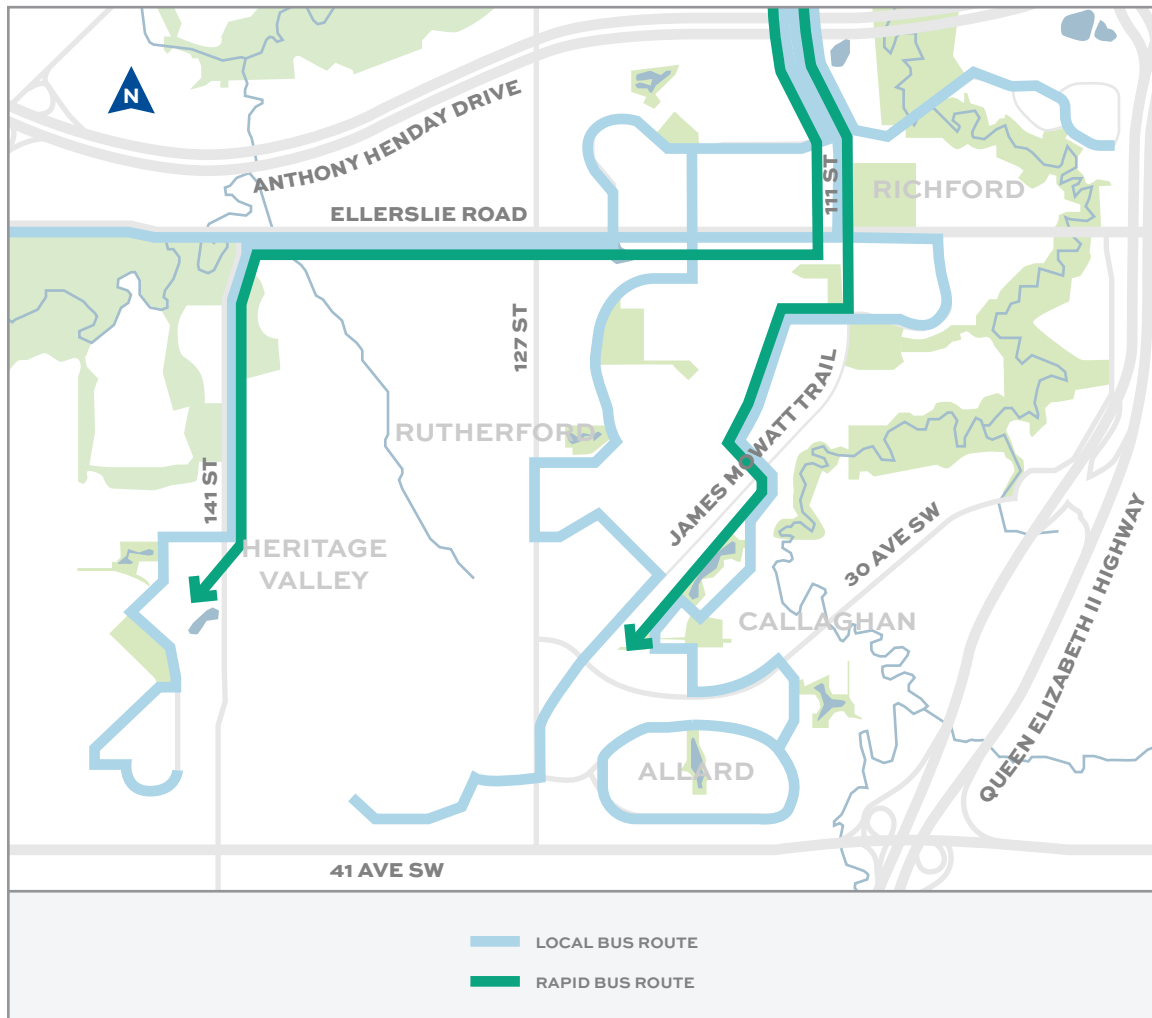 N
ANTHONY HENDAY DRIVE
ELLERSLIE ROAD
111 ST
RICHFORD
127 ST
RUTHERFORD
JAMES MOWATT TRAIL
141 ST
HERITAGE
VALLEY
30 AVE SW
CALLAGHAN
QUEEN ELIZABETH II HIGHWAY
ALLARD
41 AVE SW
LOCAL BUS ROUTE
RAPID BUS ROUTE